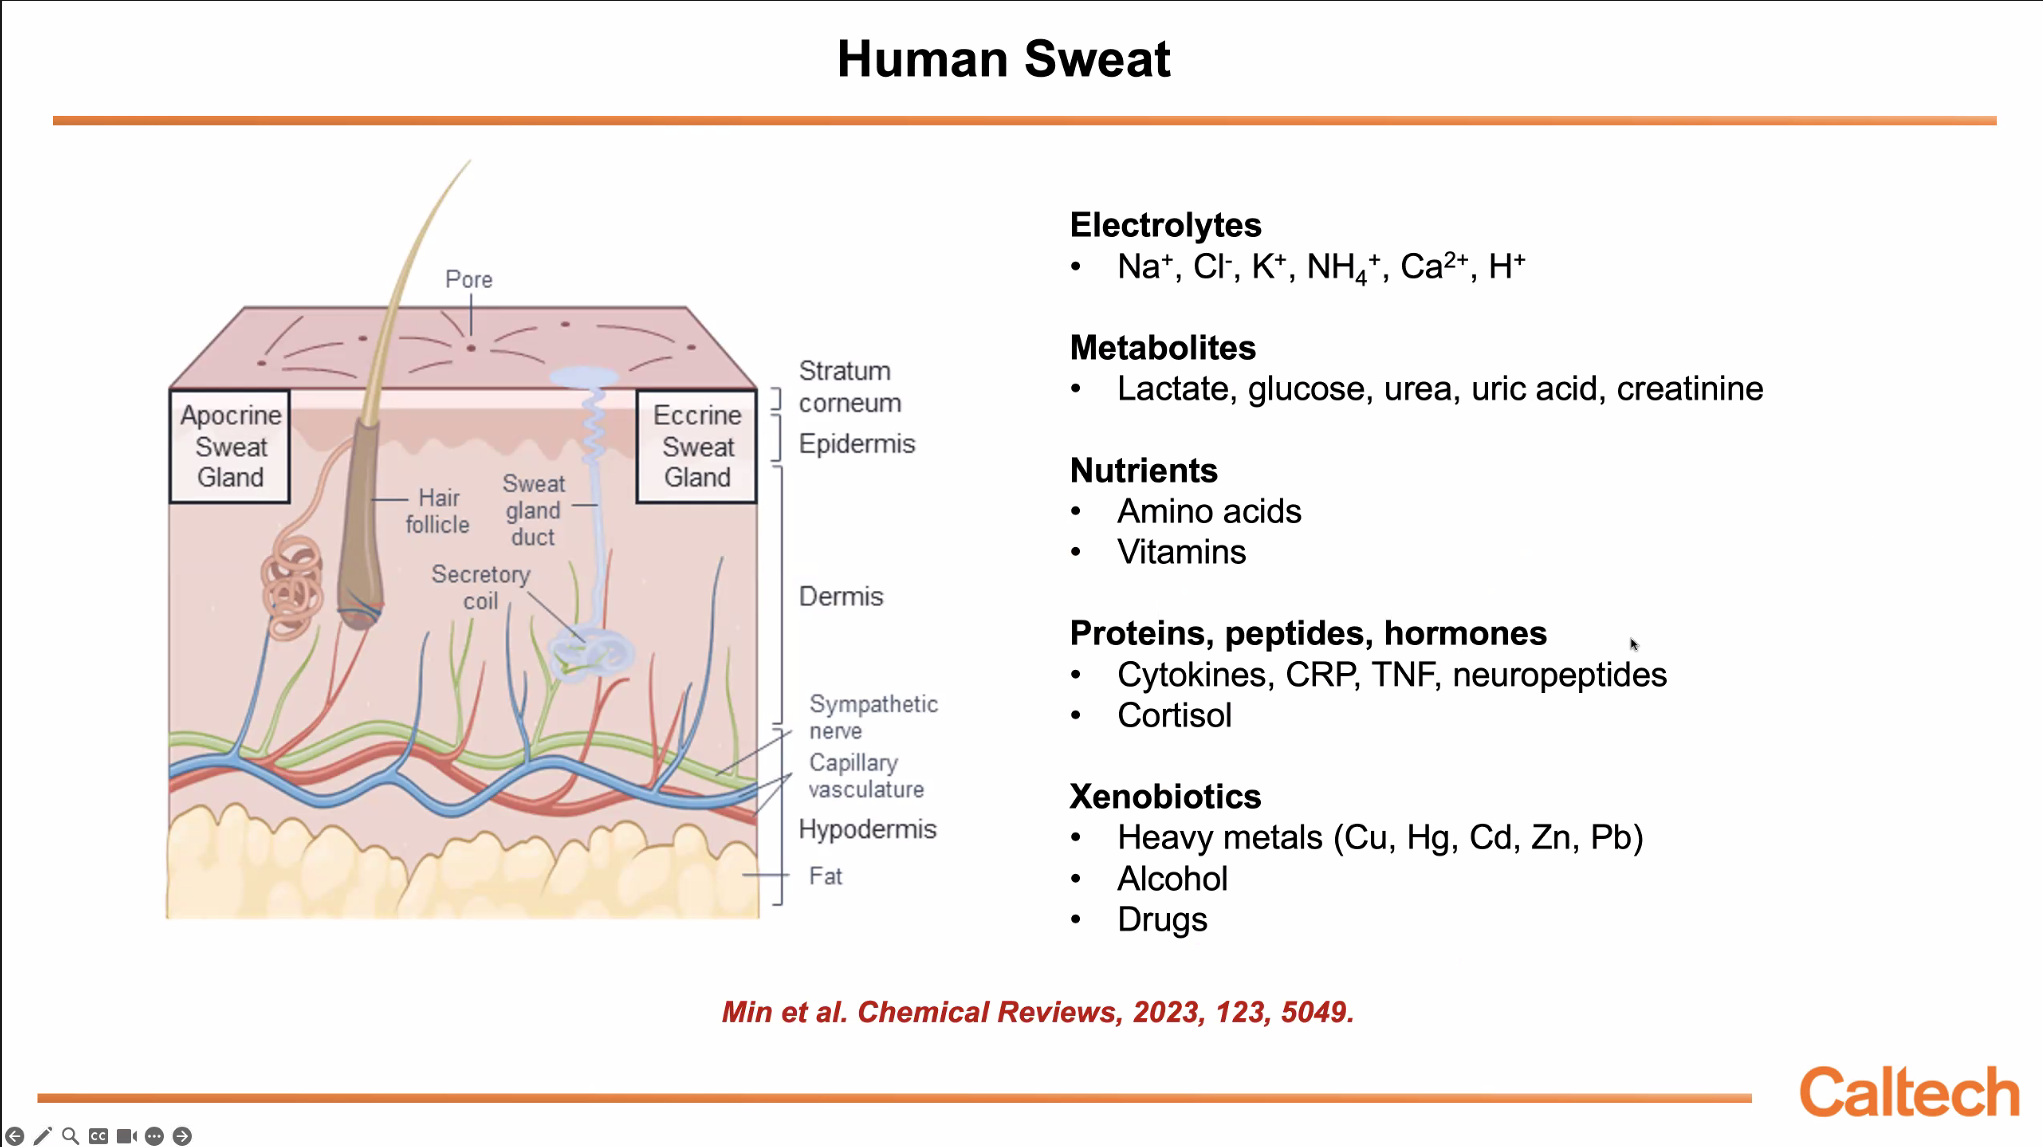 Human Sweat
Pore
Apocrine
Sweat
Gland
Eccrine
Sweat
Gland
Hair
follicle
Sweat
gland
duct
Secretory
coil
Stratum
corneum
Epidermis
Dermis
Sympathetic
nerve
Capillary
vasculature
Hypodermis
Fat
Electrolytes
• Na⁺, Cl⁻, K⁺, NH₄⁺, Ca²⁺, H⁺
Metabolites
• Lactate, glucose, urea, uric acid, creatinine
Nutrients
• Amino acids
• Vitamins
Proteins, peptides, hormones
• Cytokines, CRP, TNF, neuropeptides
• Cortisol
Xenobiotics
• Heavy metals (Cu, Hg, Cd, Zn, Pb)
• Alcohol
• Drugs
Min et al. Chemical Reviews, 2023, 123, 5049.
Caltech
CC